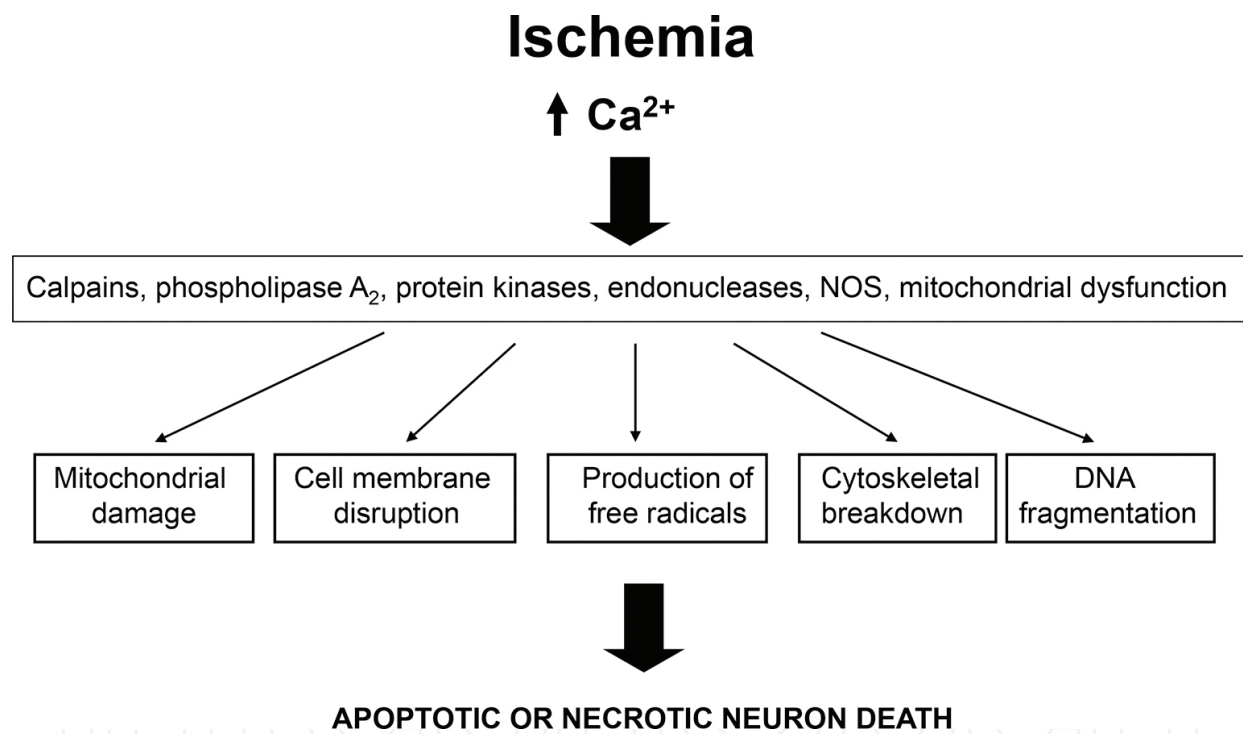 Ischemia
↑ Ca²⁺
Calpains, phospholipase A₂, protein kinases, endonucleases, NOS, mitochondrial dysfunction
Mitochondrial
damage
Cell membrane
disruption
Production of
free radicals
Cytoskeletal
breakdown
DNA
fragmentation
APOPTOTIC OR NECROTIC NEURON DEATH